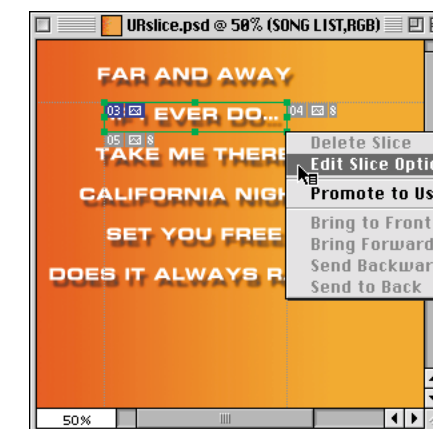 URslice.psd @ 50% (SONG LIST,RGB)
FAR AND AWAY
03 EVER DO... 04 8
05 8
Delete Slice
TAKE ME THERE
Edit Slice Optio
CALIFORNIA NIGH
Promote to Us
SET YOU FREE
Bring to Front
Bring Forward
DOES IT ALWAYS R
Send Backwar
Send to Back
50%